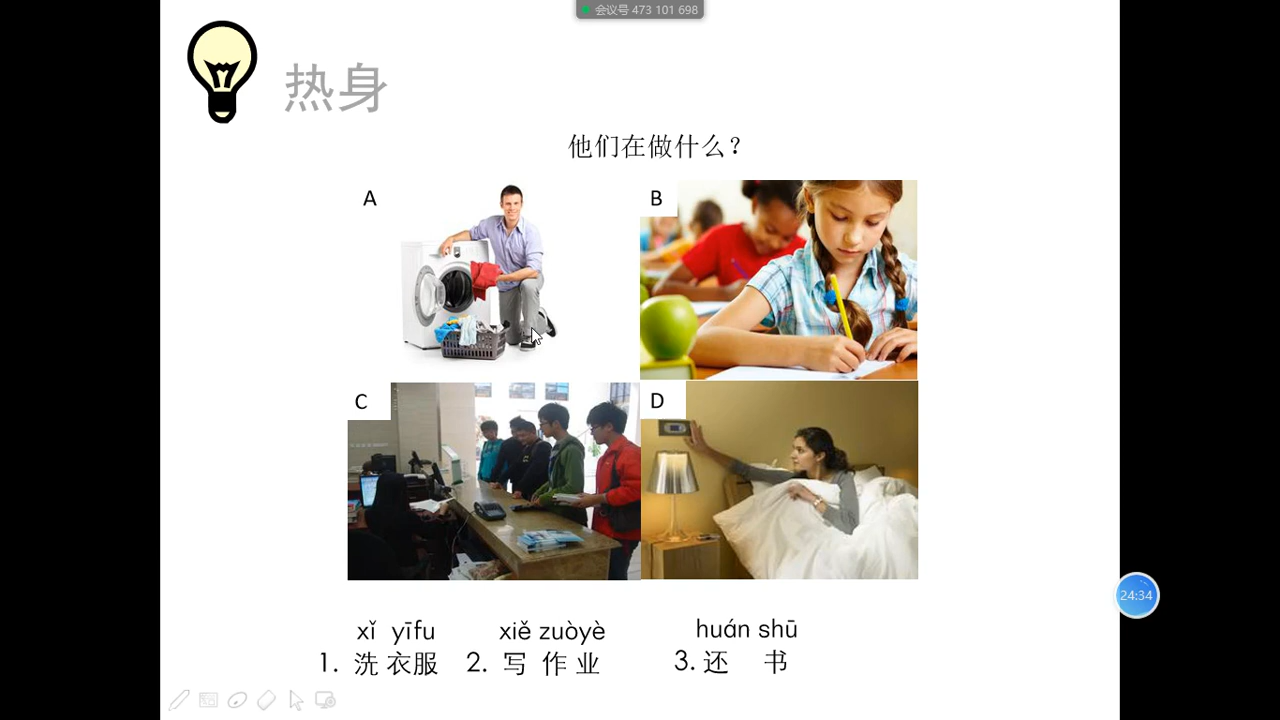 会议号 473 101 698
热身
他们在做什么？
A
B
C
D
24:34
xǐ yīfu xiě zuòyè huán shū
1. 洗衣服 2. 写作业 3. 还书